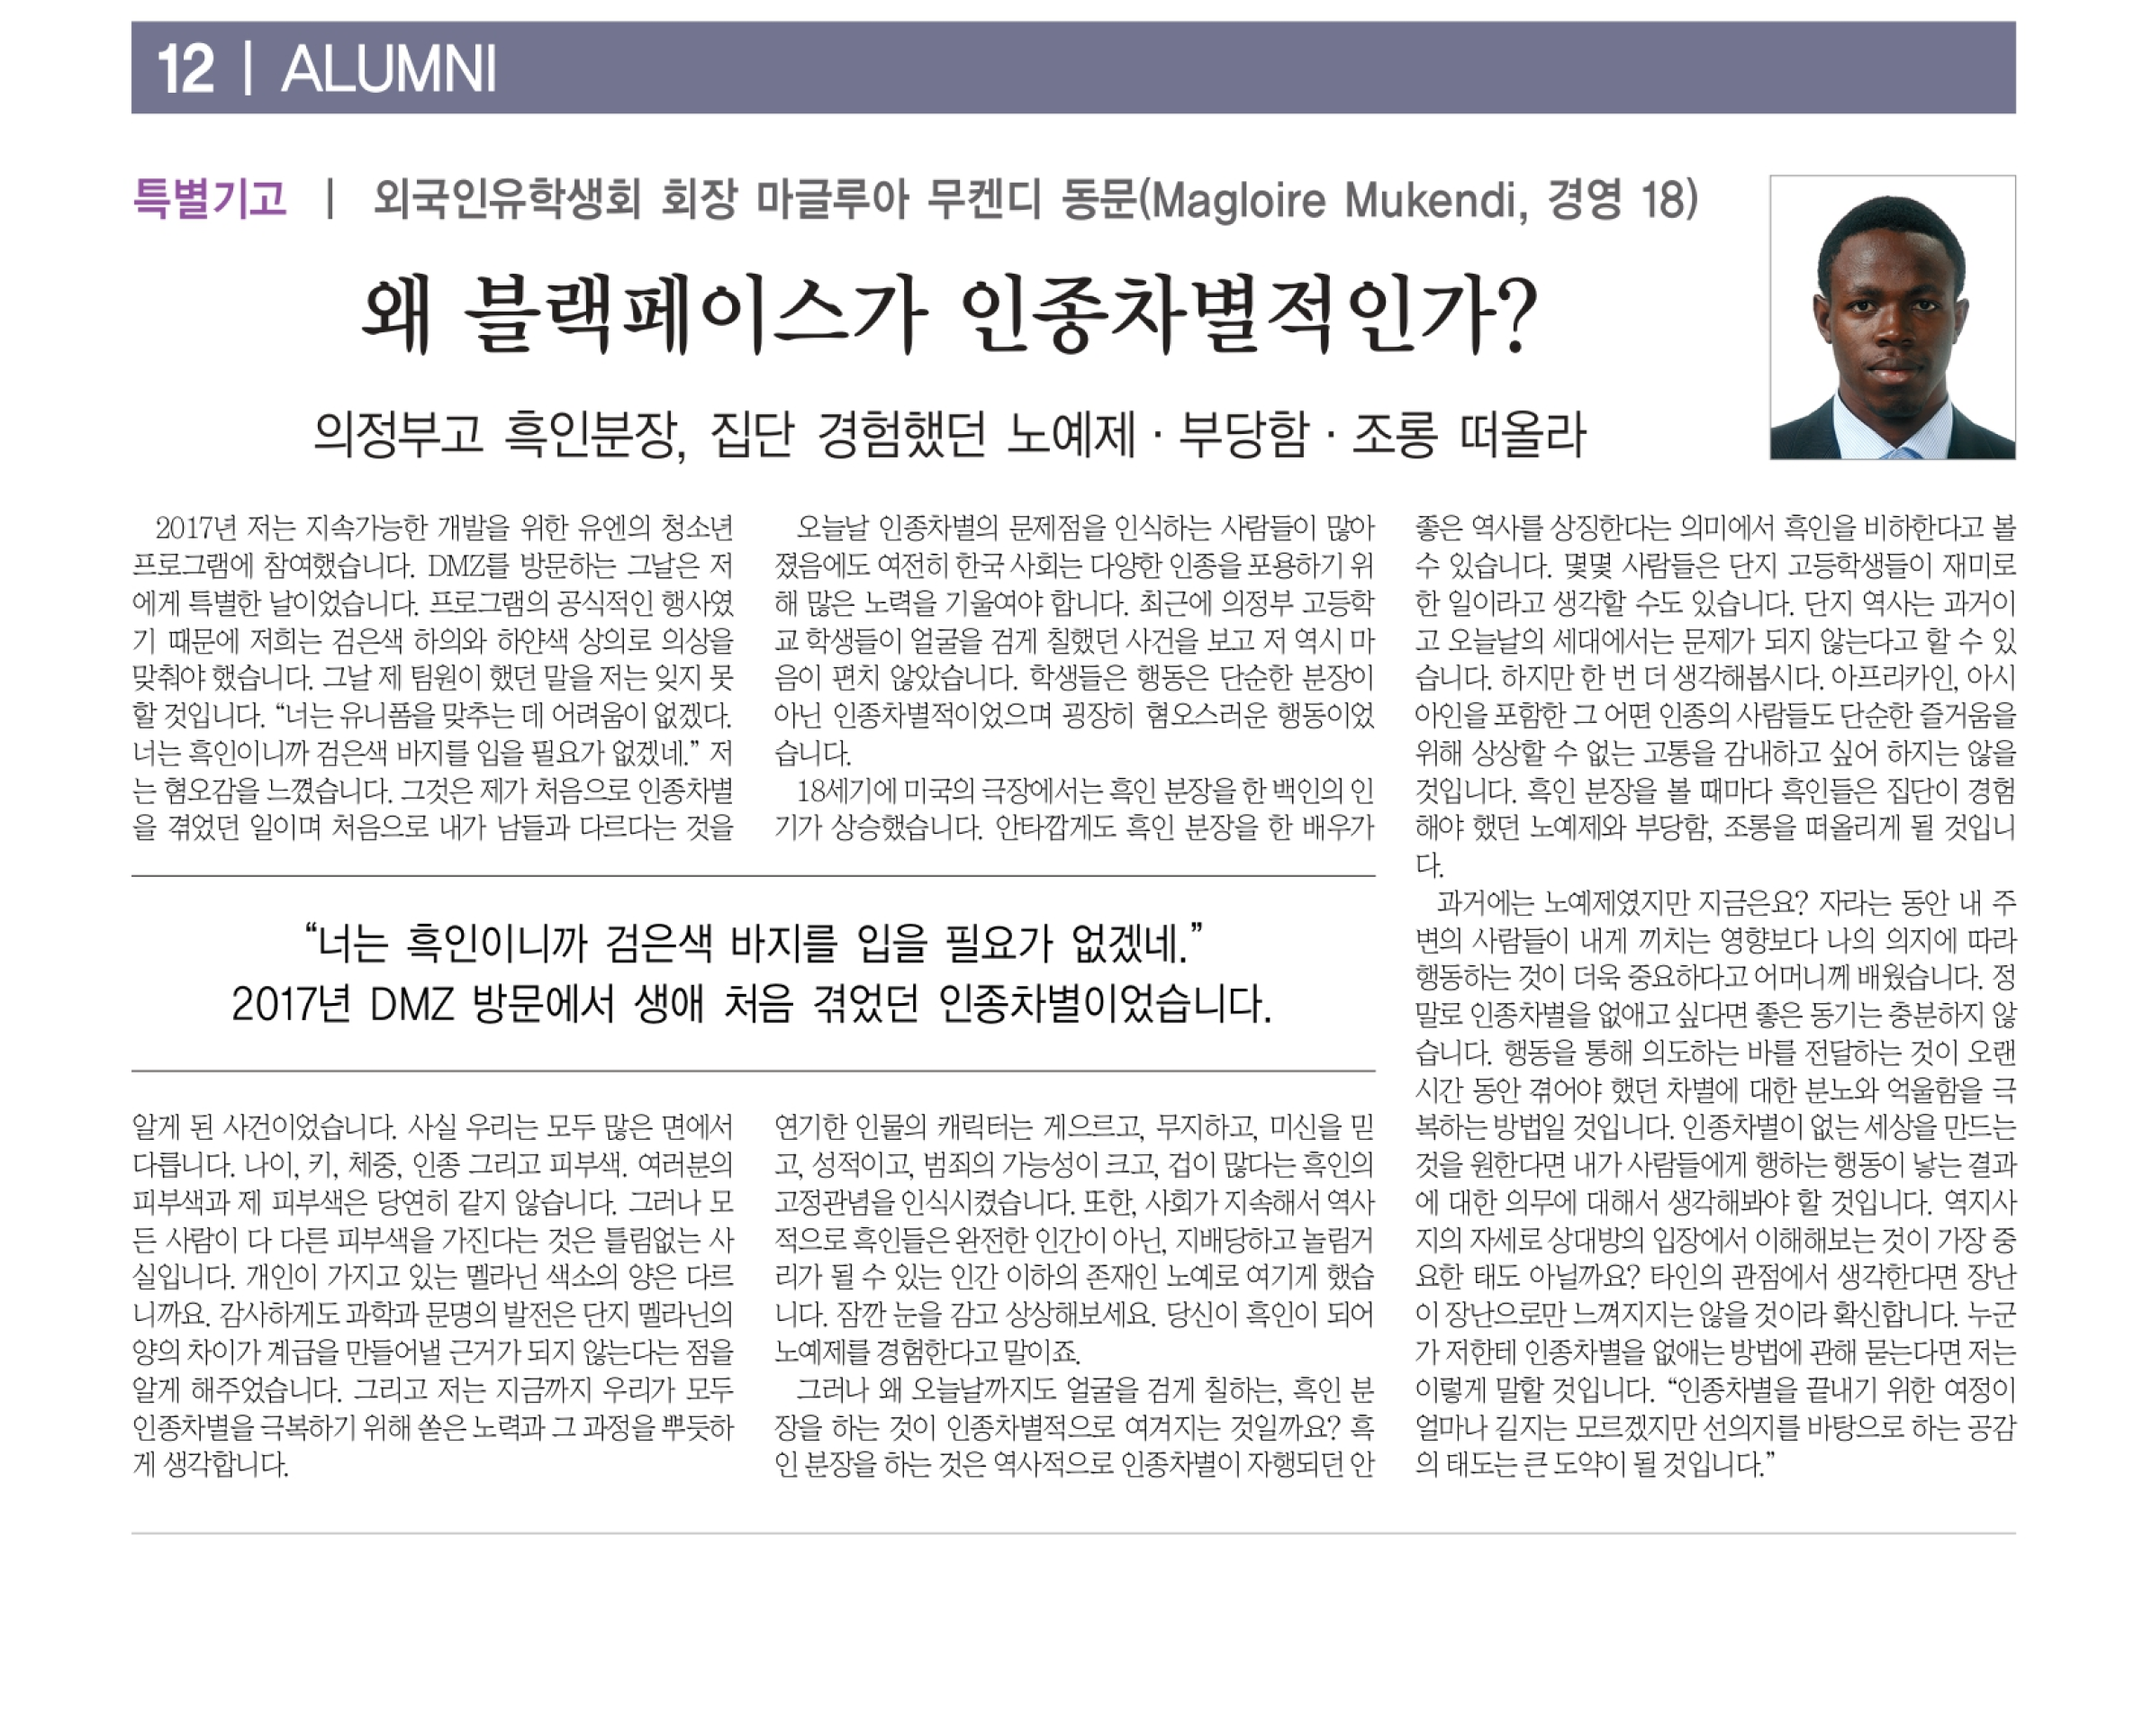 12 | ALUMNI
특별기고 | 외국인유학생회 회장 마글루아 무켄디 동문(Magloire Mukendi, 경영 18)
왜 블랙페이스가 인종차별적인가?
의정부고 흑인분장, 집단 경험했던 노예제 · 부당함 · 조롱 떠올라
2017년 저는 지속가능한 개발을 위한 유엔의 청소년
프로그램에 참여했습니다. DMZ를 방문하는 그날은 저
에게 특별한 날이었습니다. 프로그램의 공식적인 행사였
기 때문에 저희는 검은색 하의와 하얀색 상의로 의상을
맞춰야 했습니다. 그날 제 팀원이 했던 말을 저는 잊지 못
할 것입니다. “너는 유니폼을 맞추는 데 어려움이 없겠다.
너는 흑인이니까 검은색 바지를 입을 필요가 없겠네.” 저
는 혐오감을 느꼈습니다. 그것은 제가 처음으로 인종차별
을 겪었던 일이며 처음으로 내가 남들과 다르다는 것을
“너는 흑인이니까 검은색 바지를 입을 필요가 없겠네.”
2017년 DMZ 방문에서 생애 처음 겪었던 인종차별이었습니다.
알게 된 사건이었습니다. 사실 우리는 모두 많은 면에서
다릅니다. 나이, 키, 체중, 인종 그리고 피부색. 여러분의
피부색과 제 피부색은 당연히 같지 않습니다. 그러나 모
든 사람이 다 다른 피부색을 가진다는 것은 틀림없는 사
실입니다. 개인이 가지고 있는 멜라닌 색소의 양은 다르
니까요. 감사하게도 과학과 문명의 발전은 단지 멜라닌의
양의 차이가 계급을 만들어낼 근거가 되지 않는다는 점을
알게 해주었습니다. 그리고 저는 지금까지 우리가 모두
인종차별을 극복하기 위해 쏟은 노력과 그 과정을 뿌듯하
게 생각합니다.
오늘날 인종차별의 문제점을 인식하는 사람들이 많아
졌음에도 여전히 한국 사회는 다양한 인종을 포용하기 위
해 많은 노력을 기울여야 합니다. 최근에 의정부 고등학
교 학생들이 얼굴을 검게 칠했던 사건을 보고 저 역시 마
음이 편치 않았습니다. 학생들은 행동은 단순한 분장이
아닌 인종차별적이었으며 굉장히 혐오스러운 행동이었
습니다.
18세기에 미국의 극장에서는 흑인 분장을 한 백인의 인
기가 상승했습니다. 안타깝게도 흑인 분장을 한 배우가
연기한 인물의 캐릭터는 게으르고, 무지하고, 미신을 믿
고, 성적이고, 범죄의 가능성이 크고, 겁이 많다는 흑인의
고정관념을 인식시켰습니다. 또한, 사회가 지속해서 역사
적으로 흑인들은 완전한 인간이 아닌, 지배당하고 놀림거
리가 될 수 있는 인간 이하의 존재인 노예로 여기게 했습
니다. 잠깐 눈을 감고 상상해보세요. 당신이 흑인이 되어
노예제를 경험한다고 말이죠.
그러나 왜 오늘날까지도 얼굴을 검게 칠하는, 흑인 분
장을 하는 것이 인종차별적으로 여겨지는 것일까요? 흑
인 분장을 하는 것은 역사적으로 인종차별이 자행되던 안
좋은 역사를 상징한다는 의미에서 흑인을 비하한다고 볼
수 있습니다. 몇몇 사람들은 단지 고등학생들이 재미로
한 일이라고 생각할 수도 있습니다. 단지 역사는 과거이
고 오늘날의 세대에서는 문제가 되지 않는다고 할 수 있
습니다. 하지만 한 번 더 생각해봅시다. 아프리카인, 아시
아인을 포함한 그 어떤 인종의 사람들도 단순한 즐거움을
위해 상상할 수 없는 고통을 감내하고 싶어 하지는 않을
것입니다. 흑인 분장을 볼 때마다 흑인들은 집단이 경험
해야 했던 노예제와 부당함, 조롱을 떠올리게 될 것입니
다.
과거에는 노예제였지만 지금은요? 자라는 동안 내 주
변의 사람들이 내게 끼치는 영향보다 나의 의지에 따라
행동하는 것이 더욱 중요하다고 어머니께 배웠습니다. 정
말로 인종차별을 없애고 싶다면 좋은 동기는 충분하지 않
습니다. 행동을 통해 의도하는 바를 전달하는 것이 오랜
시간 동안 겪어야 했던 차별에 대한 분노와 억울함을 극
복하는 방법일 것입니다. 인종차별이 없는 세상을 만드는
것을 원한다면 내가 사람들에게 행하는 행동이 낳는 결과
에 대한 의무에 대해서 생각해봐야 할 것입니다. 역지사
지의 자세로 상대방의 입장에서 이해해보는 것이 가장 중
요한 태도 아닐까요? 타인의 관점에서 생각한다면 장난
이 장난으로만 느껴지지는 않을 것이라 확신합니다. 누군
가 저한테 인종차별을 없애는 방법에 관해 묻는다면 저는
이렇게 말할 것입니다. “인종차별을 끝내기 위한 여정이
얼마나 길지는 모르겠지만 선의지를 바탕으로 하는 공감
의 태도는 큰 도약이 될 것입니다.”